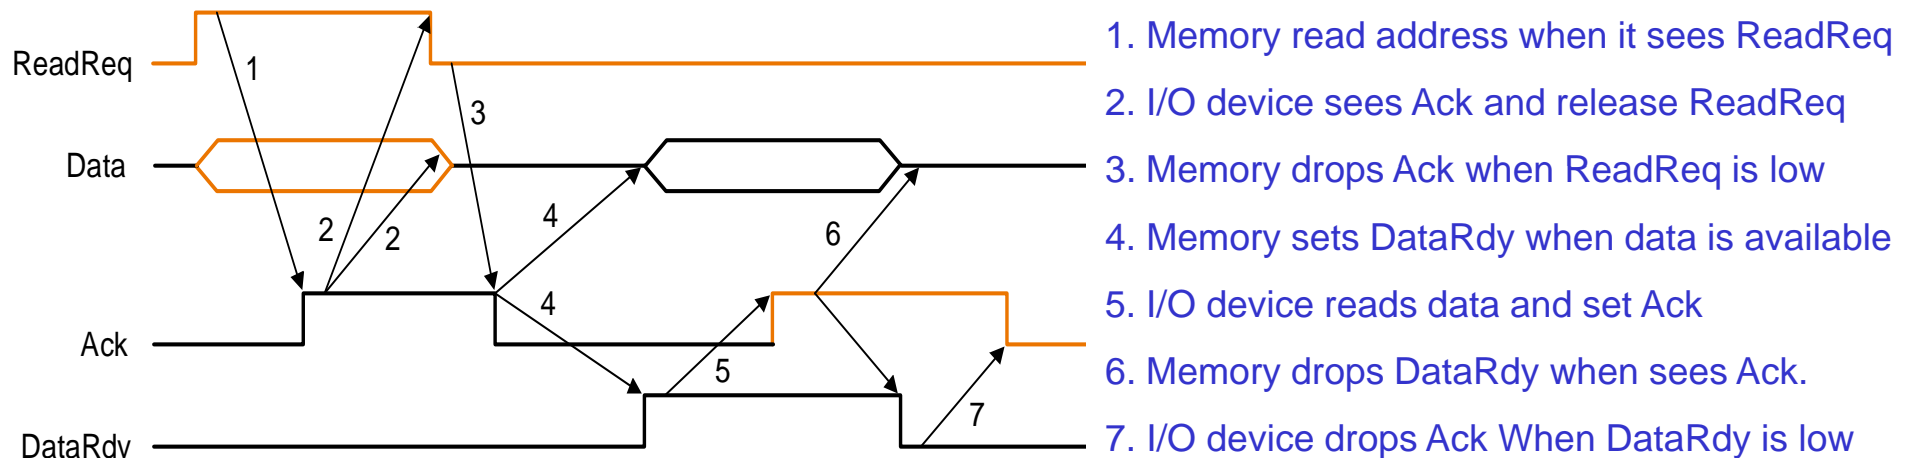 ReadReq
Data
Ack
DataRdy
1
2
2
3
4
4
5
6
7
1. Memory read address when it sees ReadReq
2. I/O device sees Ack and release ReadReq
3. Memory drops Ack when ReadReq is low
4. Memory sets DataRdy when data is available
5. I/O device reads data and set Ack
6. Memory drops DataRdy when sees Ack.
7. I/O device drops Ack When DataRdy is low